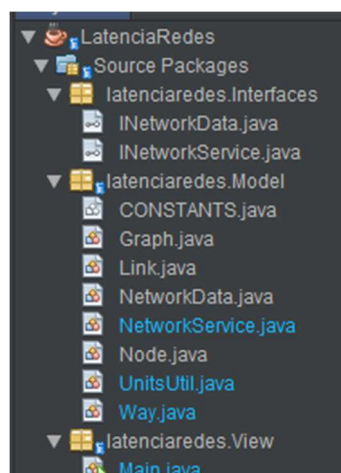 LatenciaRedes
Source Packages
latenciaredes.Interfaces
INetworkData.java
INetworkService.java
latenciaredes.Model
CONSTANTS.java
Graph.java
Link.java
NetworkData.java
NetworkService.java
Node.java
UnitsUtil.java
Way.java
latenciaredes.View
Main.java